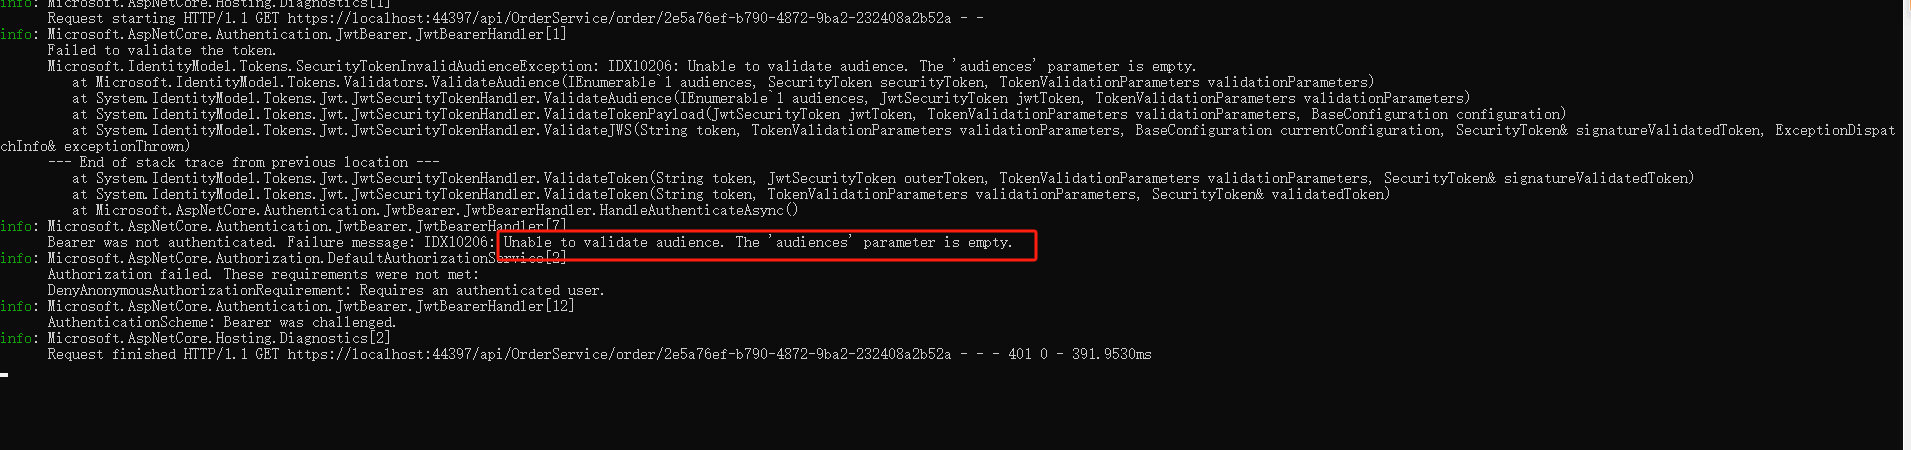 info: Microsoft.AspNetCore.Hosting.Diagnostics[1]
Request starting HTTP/1.1 GET https://localhost:44397/api/OrderService/order/2e5a76ef-b790-4872-9ba2-232408a2b52a - -
info: Microsoft.AspNetCore.Authentication.JwtBearer.JwtBearerHandler[1]
Failed to validate the token.
Microsoft.IdentityModel.Tokens.SecurityTokenInvalidAudienceException: IDX10206: Unable to validate audience. The 'audiences' parameter is empty.
at Microsoft.IdentityModel.Tokens.Validators.ValidateAudience(IEnumerable`1 audiences, SecurityToken securityToken, TokenValidationParameters validationParameters)
at System.IdentityModel.Tokens.Jwt.JwtSecurityTokenHandler.ValidateAudience(IEnumerable`1 audiences, JwtSecurityToken jwtToken, TokenValidationParameters validationParameters)
at System.IdentityModel.Tokens.Jwt.JwtSecurityTokenHandler.ValidateTokenPayload(JwtSecurityToken jwtToken, TokenValidationParameters validationParameters, BaseConfiguration configuration)
at System.IdentityModel.Tokens.Jwt.JwtSecurityTokenHandler.ValidateJWS(String token, TokenValidationParameters validationParameters, BaseConfiguration currentConfiguration, SecurityToken& signatureValidatedToken, ExceptionDispat
chInfo& exceptionThrown)
--- End of stack trace from previous location ---
at System.IdentityModel.Tokens.Jwt.JwtSecurityTokenHandler.ValidateToken(String token, JwtSecurityToken outerToken, TokenValidationParameters validationParameters, SecurityToken& signatureValidatedToken)
at System.IdentityModel.Tokens.Jwt.JwtSecurityTokenHandler.ValidateToken(String token, TokenValidationParameters validationParameters, SecurityToken& validatedToken)
at Microsoft.AspNetCore.Authentication.JwtBearer.JwtBearerHandler.HandleAuthenticateAsync()
info: Microsoft.AspNetCore.Authentication.JwtBearer.JwtBearerHandler[7]
Bearer was not authenticated. Failure message: IDX10206: Unable to validate audience. The 'audiences' parameter is empty.
info: Microsoft.AspNetCore.Authorization.DefaultAuthorizationService[2]
Authorization failed. These requirements were not met:
DenyAnonymousAuthorizationRequirement: Requires an authenticated user.
info: Microsoft.AspNetCore.Authentication.JwtBearer.JwtBearerHandler[12]
AuthenticationScheme: Bearer was challenged.
info: Microsoft.AspNetCore.Hosting.Diagnostics[2]
Request finished HTTP/1.1 GET https://localhost:44397/api/OrderService/order/2e5a76ef-b790-4872-9ba2-232408a2b52a - - - 401 0 - 391.9530ms